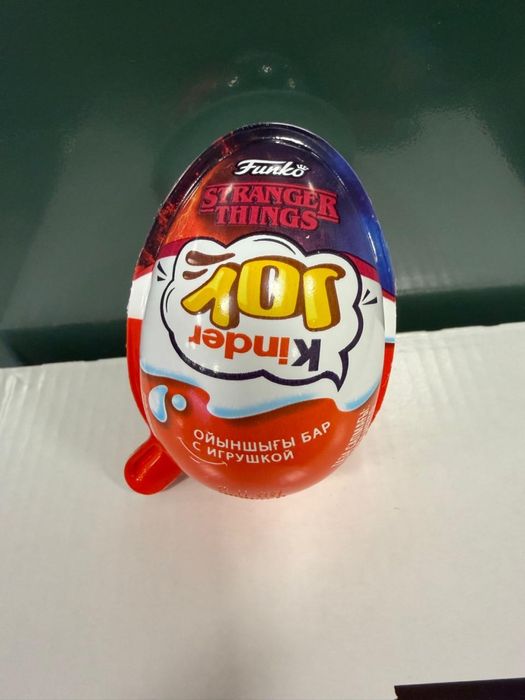 Funko
STRANGER
THINGS
Kinder
JOY
ОЙЫНШЫҒЫ БАР
С ИГРУШКОЙ